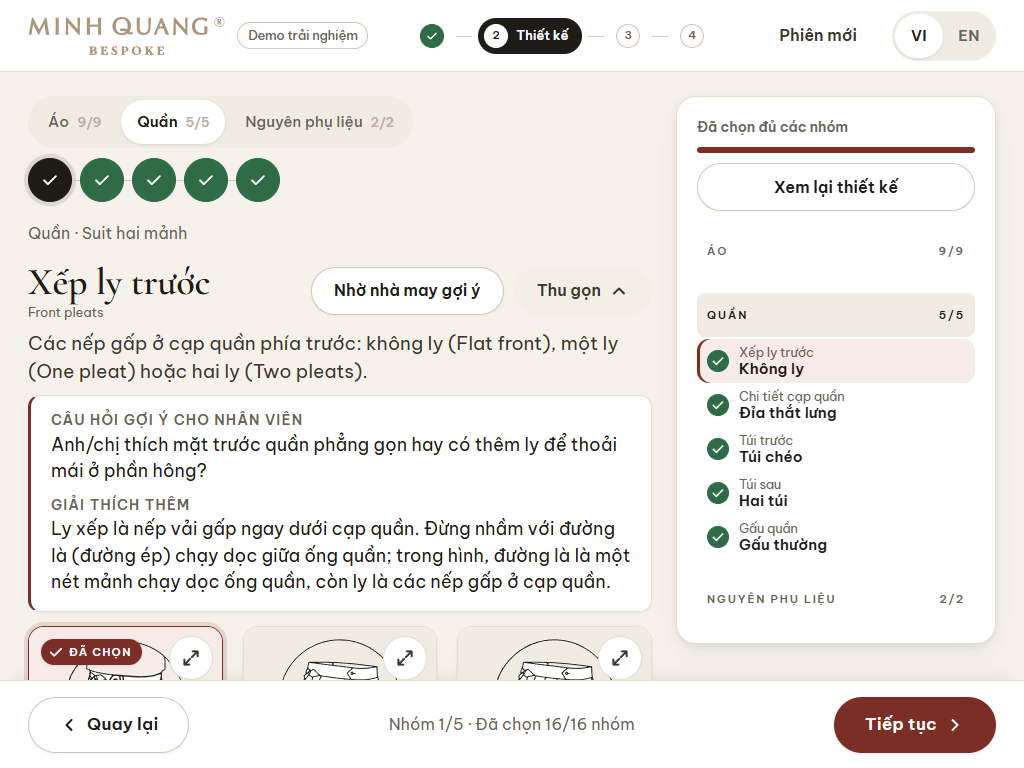 MINH QUANG®
BESPOKE
Demo trải nghiệm
2 Thiết kế
3
4
Phiên mới
VI EN
Áo 9/9
Quần 5/5
Nguyên phụ liệu 2/2
Quần · Suit hai mảnh
Xếp ly trước
Front pleats
Nhờ nhà may gợi ý
Thu gọn
Các nếp gấp ở cạp quần phía trước: không ly (Flat front), một ly
(One pleat) hoặc hai ly (Two pleats).
CÂU HỎI GỢI Ý CHO NHÂN VIÊN
Anh/chị thích mặt trước quần phẳng gọn hay có thêm ly để thoải
mái ở phần hông?
GIẢI THÍCH THÊM
Ly xếp là nếp vải gấp ngay dưới cạp quần. Đừng nhầm với đường
là (đường ép) chạy dọc giữa ống quần; trong hình, đường là là một
nét mảnh chạy dọc ống quần, còn ly là các nếp gấp ở cạp quần.
ĐÃ CHỌN
Đã chọn đủ các nhóm
Xem lại thiết kế
ÁO 9/9
QUẦN 5/5
Xếp ly trước
Không ly
Chi tiết cạp quần
Đỉa thắt lưng
Túi trước
Túi chéo
Túi sau
Hai túi
Gấu quần
Gấu thường
NGUYÊN PHỤ LIỆU 2/2
Quay lại
Nhóm 1/5 · Đã chọn 16/16 nhóm
Tiếp tục